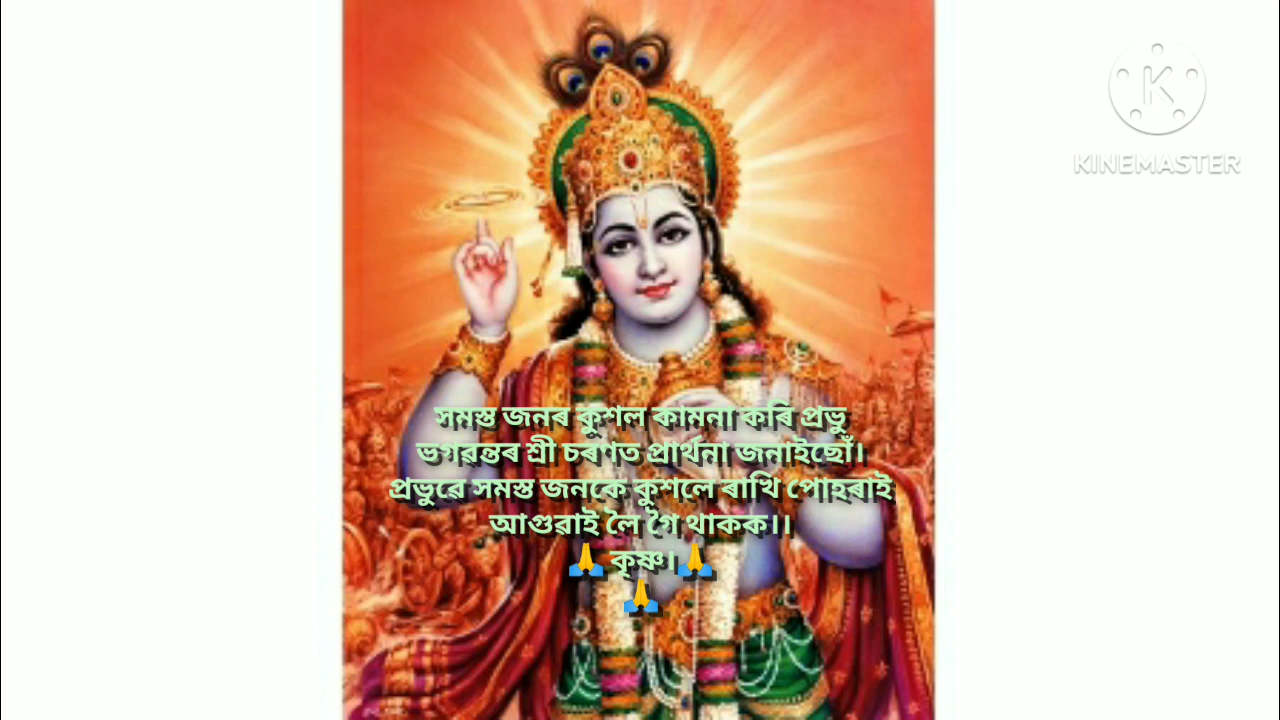 সমস্ত জনৰ কুশল কামনা কৰি প্ৰভু
ভগৱন্তৰ শ্ৰী চৰণত প্ৰাৰ্থনা জনাইছোঁ।
প্ৰভুৱে সমস্ত জনকে কুশলে ৰাখি পোহৰাই
আগুৱাই লৈ গৈ থাকক।।
🙏 কৃষ্ণ।🙏
🙏
KINEMASTER